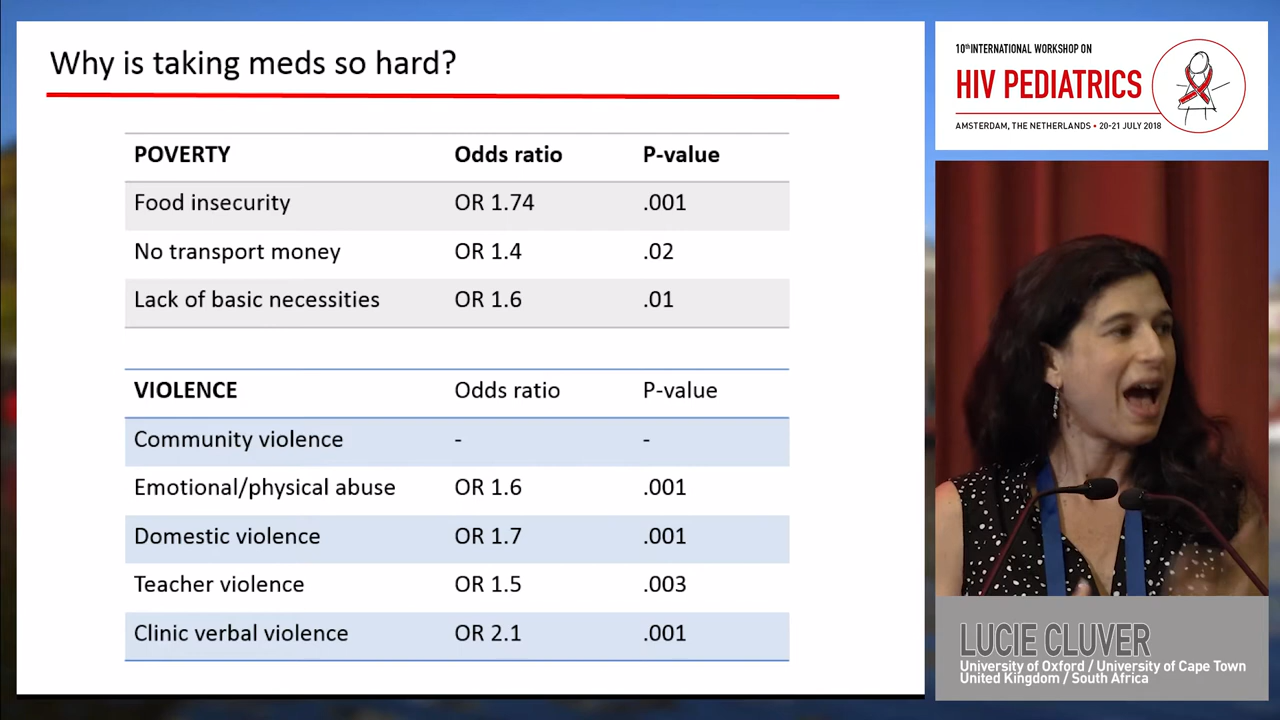 Why is taking meds so hard?
POVERTY Odds ratio P-value
Food insecurity OR 1.74 .001
No transport money OR 1.4 .02
Lack of basic necessities OR 1.6 .01
VIOLENCE Odds ratio P-value
Community violence - -
Emotional/physical abuse OR 1.6 .001
Domestic violence OR 1.7 .001
Teacher violence OR 1.5 .003
Clinic verbal violence OR 2.1 .001
10th INTERNATIONAL WORKSHOP ON
HIV PEDIATRICS
AMSTERDAM, THE NETHERLANDS • 20-21 JULY 2018
LUCIE CLUVER
University of Oxford / University of Cape Town
United Kingdom / South Africa